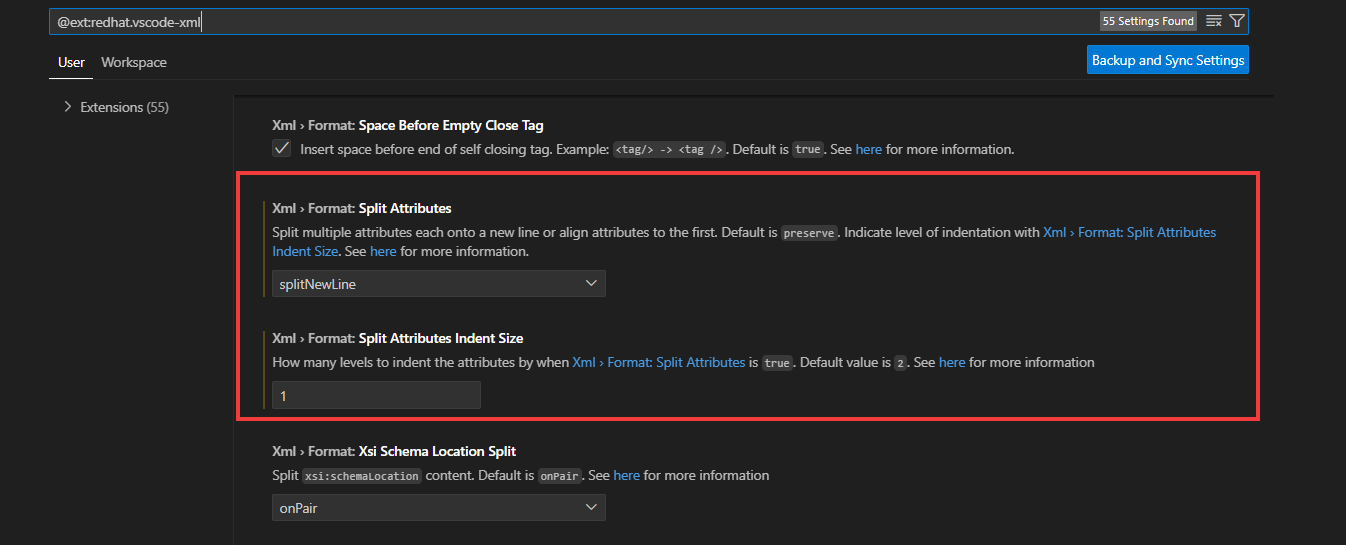 @ext:redhat.vscode-xml
55 Settings Found
User
Workspace
Backup and Sync Settings
Extensions (55)
Xml › Format: Space Before Empty Close Tag
Insert space before end of self closing tag. Example: <tag/> -> <tag />. Default is true. See here for more information.
Xml › Format: Split Attributes
Split multiple attributes each onto a new line or align attributes to the first. Default is preserve. Indicate level of indentation with Xml › Format: Split Attributes
Indent Size. See here for more information.
splitNewLine
Xml › Format: Split Attributes Indent Size
How many levels to indent the attributes by when Xml › Format: Split Attributes is true. Default value is 2. See here for more information
1
Xml › Format: Xsi Schema Location Split
Split xsi:schemaLocation content. Default is onPair. See here for more information
onPair